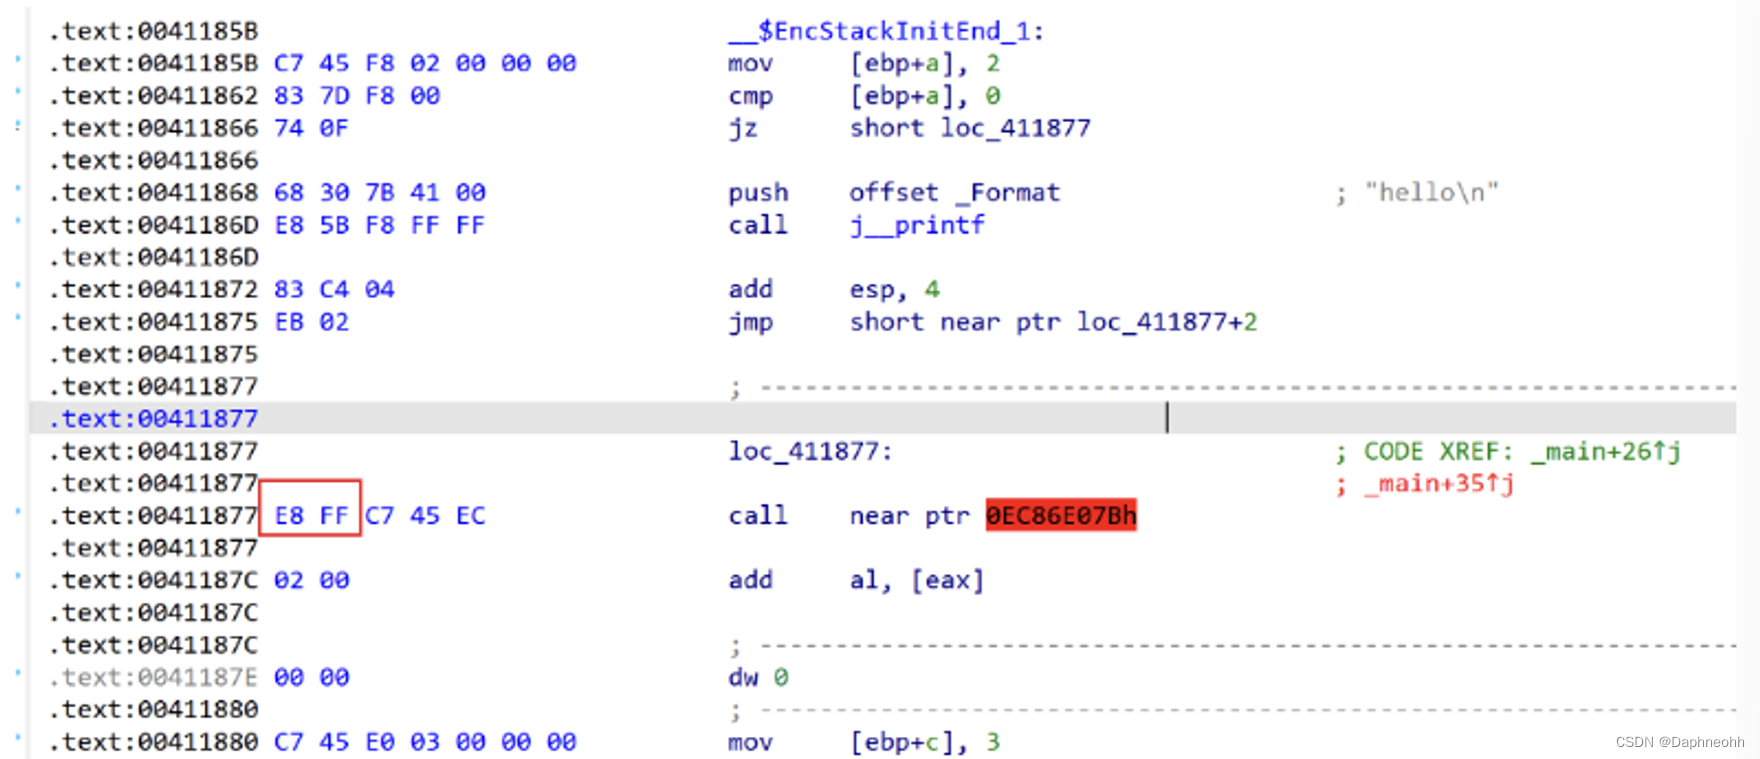 .text:0041185B __$EncStackInitEnd_1:
.text:0041185B C7 45 F8 02 00 00 00 mov [ebp+a], 2
.text:00411862 83 7D F8 00 cmp [ebp+a], 0
.text:00411866 74 0F jz short loc_411877
.text:00411866
.text:00411868 68 30 7B 41 00 push offset _Format ; "hello\n"
.text:0041186D E8 5B F8 FF FF call j__printf
.text:0041186D
.text:00411872 83 C4 04 add esp, 4
.text:00411875 EB 02 jmp short near ptr loc_411877+2
.text:00411875
.text:00411877 ; ---------------------------------------------------------------------------
.text:00411877
.text:00411877 loc_411877: ; CODE XREF: _main+26↑j
.text:00411877 ; _main+35↑j
.text:00411877 E8 FF C7 45 EC call near ptr 0EC86E07Bh
.text:00411877
.text:0041187C 02 00 add al, [eax]
.text:0041187C
.text:0041187C ; ---------------------------------------------------------------------------
.text:0041187E 00 00 dw 0
.text:00411880 ; ---------------------------------------------------------------------------
.text:00411880 C7 45 E0 03 00 00 00 mov [ebp+c], 3
CSDN @Daphneohh